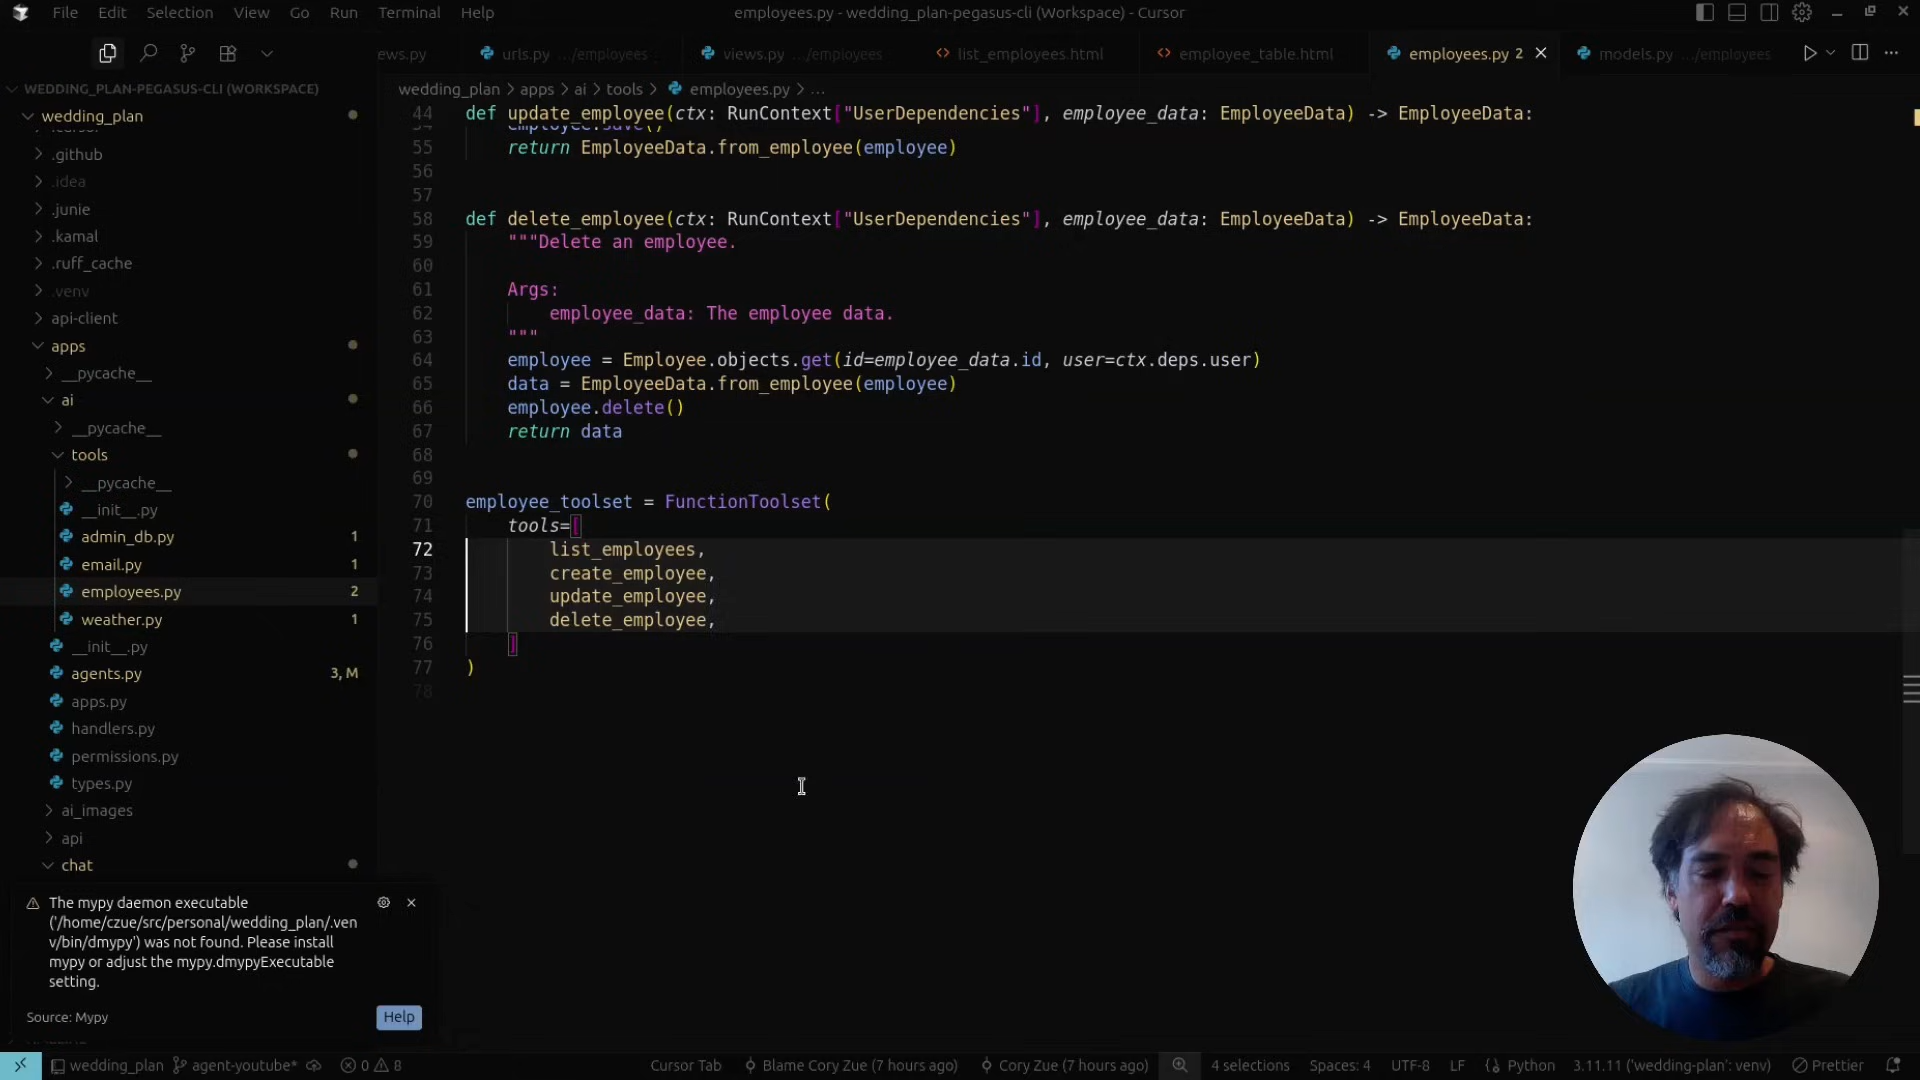 File Edit Selection View Go Run Terminal Help
employees.py - wedding_plan-pegasus-cli (Workspace) - Cursor
ews.py
urls.py .../employees
views.py .../employees
list_employees.html
employee_table.html
employees.py 2
models.py .../employees
WEDDING_PLAN-PEGASUS-CLI (WORKSPACE)
wedding_plan
.github
.idea
.junie
.kamal
.ruff_cache
.venv
api-client
apps
__pycache__
ai
__pycache__
tools
__pycache__
__init__.py
admin_db.py 1
email.py 1
employees.py 2
weather.py 1
__init__.py
agents.py 3, M
apps.py
handlers.py
permissions.py
types.py
ai_images
api
chat
wedding_plan > apps > ai > tools > employees.py > ...
44 def update_employee(ctx: RunContext["UserDependencies"], employee_data: EmployeeData) -> EmployeeData:
employee.save()
55 return EmployeeData.from_employee(employee)
56
57
58 def delete_employee(ctx: RunContext["UserDependencies"], employee_data: EmployeeData) -> EmployeeData:
59 """Delete an employee.
60
61 Args:
62 employee_data: The employee data.
63 """
64 employee = Employee.objects.get(id=employee_data.id, user=ctx.deps.user)
65 data = EmployeeData.from_employee(employee)
66 employee.delete()
67 return data
68
69
70 employee_toolset = FunctionToolset(
71 tools=[
72 list_employees,
73 create_employee,
74 update_employee,
75 delete_employee,
76 ]
77 )
78
The mypy daemon executable
('/home/czue/src/personal/wedding_plan/.ven
v/bin/dmypy') was not found. Please install
mypy or adjust the mypy.dmypyExecutable
setting.
Source: Mypy
Help
wedding_plan agent-youtube* 0 8
Cursor Tab Blame Cory Zue (7 hours ago) Cory Zue (7 hours ago) 4 selections Spaces: 4 UTF-8 LF Python 3.11.11 ('wedding-plan': venv) Prettier